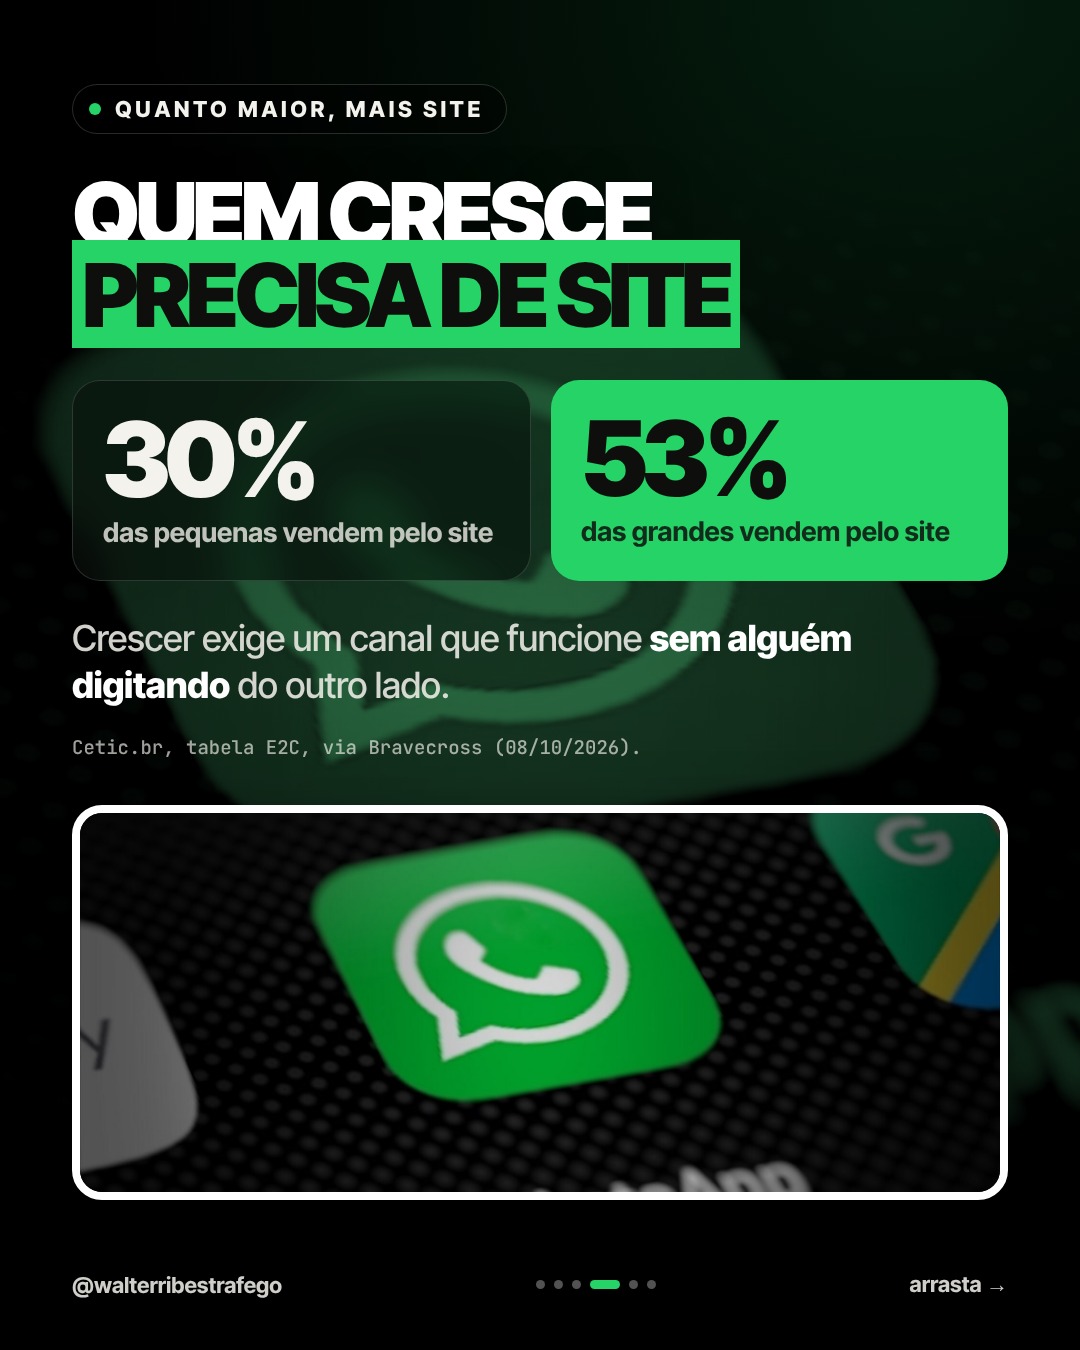 QUANTO MAIOR, MAIS SITE
QUEM CRESCE
PRECISA DE SITE
30%
das pequenas vendem pelo site
53%
das grandes vendem pelo site
Crescer exige um canal que funcione sem alguém
digitando do outro lado.
Cetic.br, tabela E2C, via Bravecross (08/10/2026).
G
y
@walterribestrafego
arrasta →